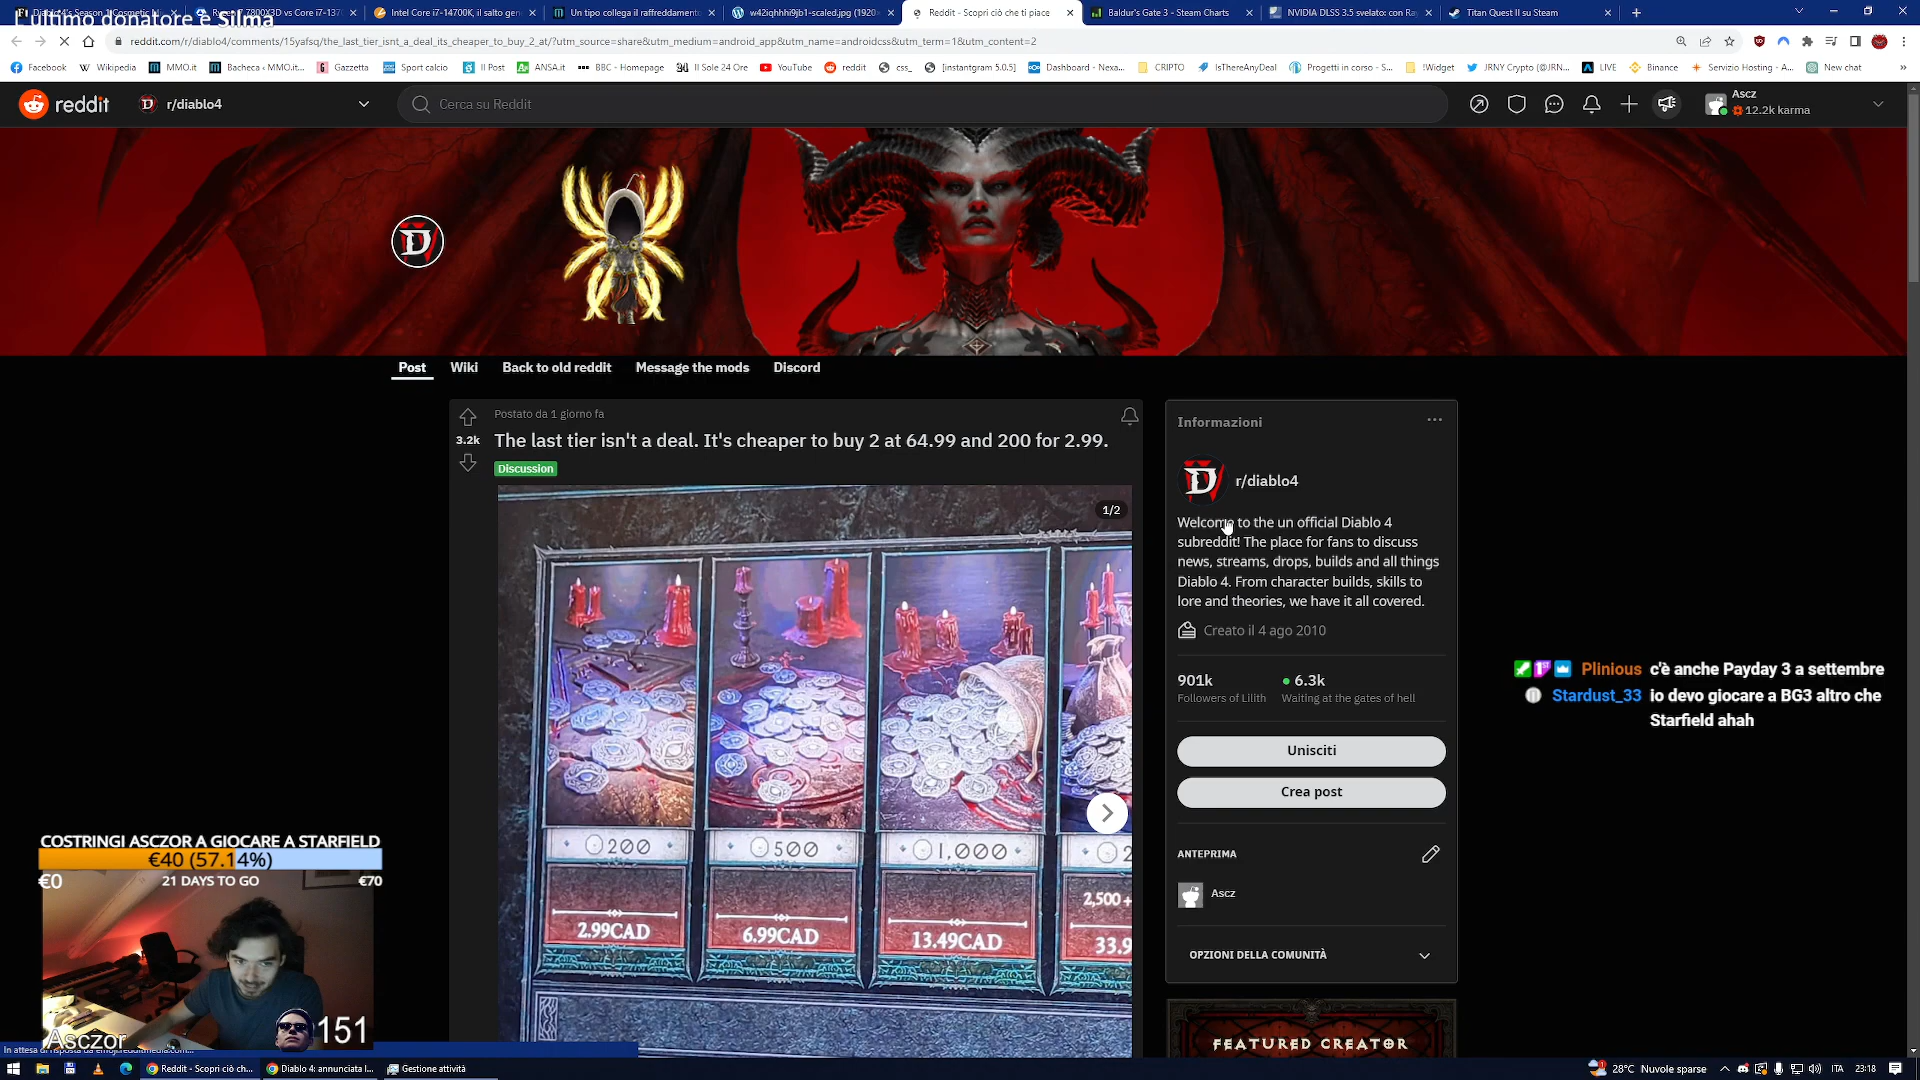 L'ultimo donatore è Silma
Ryzen 7 7800X3D vs Core i7-137
Intel Core i7-14700K, il salto gen
Un tipo collega il raffreddamento
w42iqhhhi9jb1-scaled.jpg (1920×
Reddit - Scopri ciò che ti piace
Baldur's Gate 3 - Steam Charts
NVIDIA DLSS 3.5 svelato: con Ray
Titan Quest II su Steam
reddit.com/r/diablo4/comments/15yafsq/the_last_tier_isnt_a_deal_its_cheaper_to_buy_2_at/?utm_source=share&utm_medium=android_app&utm_name=androidcss&utm_term=1&utm_content=2
Facebook Wikipedia MMO.it Bacheca ‹ MMO.it... Gazzetta Sport calcio Il Post ANSA.it BBC - Homepage Il Sole 24 Ore YouTube reddit css_ [instantgram 5.0.5] Dashboard - Nexa... CRIPTO IsThereAnyDeal Progetti in corso - S... !Widget JRNY Crypto (@JRN... LIVE Binance Servizio Hosting - A... New chat »
reddit r/diablo4 Cerca su Reddit
Ascz
12.2k karma
Post Wiki Back to old reddit Message the mods Discord
Postato da 1 giorno fa
3.2k
The last tier isn't a deal. It's cheaper to buy 2 at 64.99 and 200 for 2.99.
Discussion
1/2
200 500 1,000 2
2,500 +
2.99CAD 6.99CAD 13.49CAD 33.9
Informazioni
r/diablo4
Welcome to the un official Diablo 4
subreddit! The place for fans to discuss
news, streams, drops, builds and all things
Diablo 4. From character builds, skills to
lore and theories, we have it all covered.
Creato il 4 ago 2010
901k 6.3k
Followers of Lilith Waiting at the gates of hell
Unisciti
Crea post
ANTEPRIMA
Ascz
OPZIONI DELLA COMUNITÀ
FEATURED CREATOR
Plinious c'è anche Payday 3 a settembre
Stardust_33 io devo giocare a BG3 altro che
Starfield ahah
COSTRINGI ASCZOR A GIOCARE A STARFIELD
€40 (57.14%)
€0 21 DAYS TO GO €70
151
Asczor
Reddit - Scopri ciò ch...
Diablo 4: annunciata l...
Gestione attività
28°C Nuvole sparse
ITA 23:18